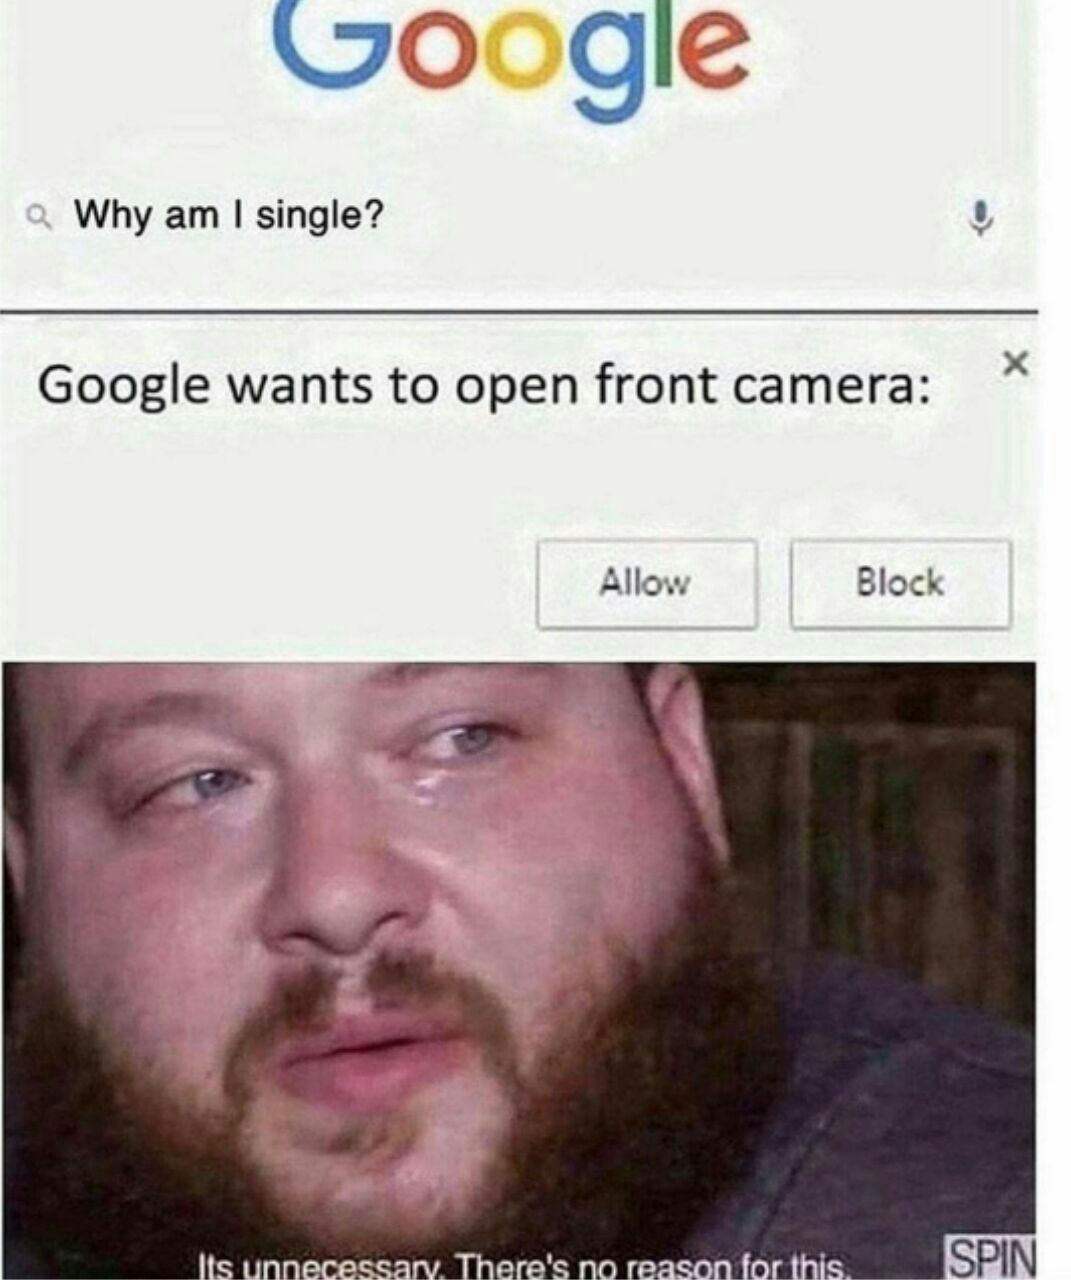 Google
Why am I single?
Google wants to open front camera:
Allow
Block
Its unnecessary. There's no reason for this.
SPIN